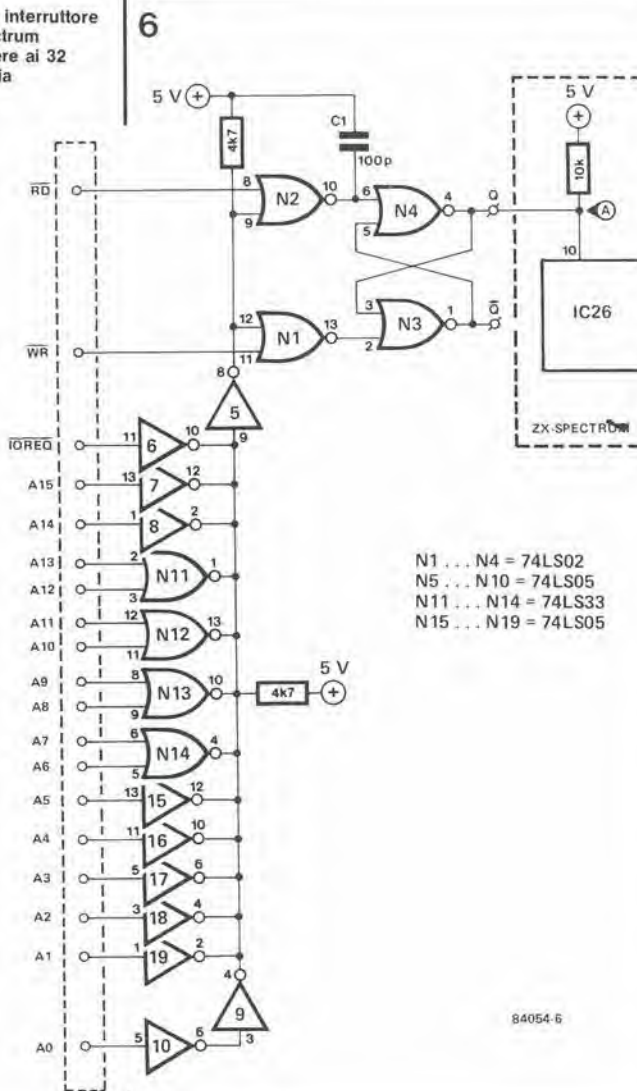 interruttore
ctrum
ere ai 32
ia
6
5 V +
4k7
C1
100p
5 V
+
10k
RD
8
9
N2
10
6
5
N4
4
Q
A
10
IC26
3
2
N3
1
Q
WR
12
11
N1
13
8
5
9
ZX-SPECTRUM
IOREQ
11
6
10
A15
13
7
12
A14
1
8
2
A13
A12
2
3
N11
1
N1 . . . N4 = 74LS02
N5 . . . N10 = 74LS05
N11 . . . N14 = 74LS33
N15 . . . N19 = 74LS05
A11
A10
12
11
N12
13
A9
A8
8
9
N13
10
4k7
5 V
+
A7
A6
6
5
N14
4
A5
13
15
12
A4
11
16
10
A3
5
17
6
A2
3
18
4
A1
1
19
2
4
9
3
A0
5
10
6
84054-6